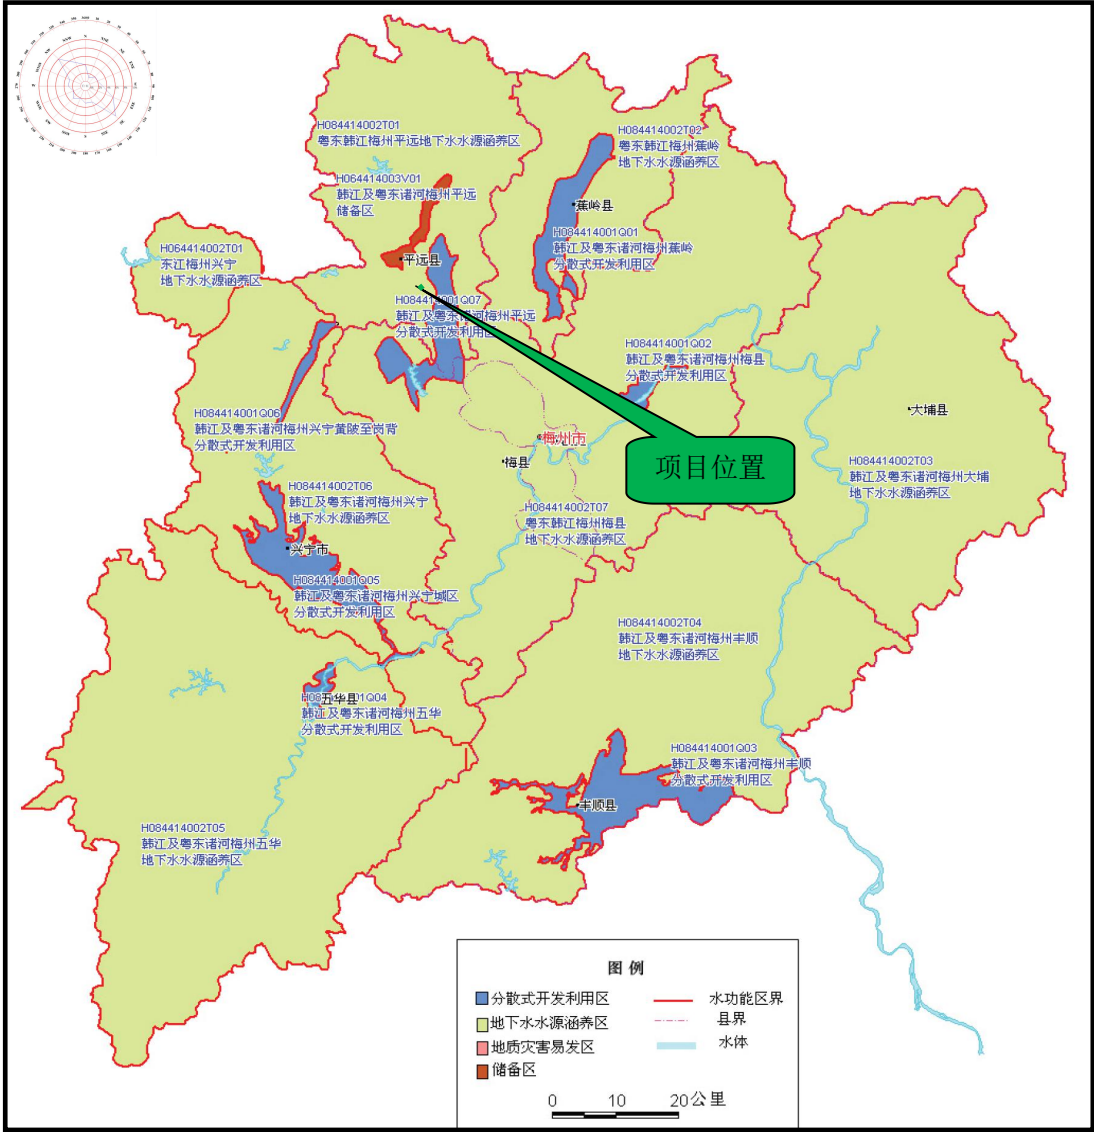 H084414002T01
粤东韩江梅州平远地下水水源涵养区
H084414002T02
粤东韩江梅州蕉岭
地下水水源涵养区
H064414003V01
韩江及粤东诸河梅州平远
储备区
蕉岭县
H084414001Q01
韩江及粤东诸河梅州蕉岭
分散式开发利用区
H064414002T01
东江梅州兴宁
地下水水源涵养区
平远县
H084414001Q07
韩江及粤东诸河梅州平远
分散式开发利用区
H084414001Q02
韩江及粤东诸河梅州梅县
分散式开发利用区
H084414001Q06
韩江及粤东诸河梅州兴宁黄陂至岗背
分散式开发利用区
大埔县
梅州市
项目位置
梅县
H084414002T03
韩江及粤东诸河梅州大埔
地下水水源涵养区
H084414002T06
韩江及粤东诸河梅州兴宁
地下水水源涵养区
H084414002T07
粤东韩江梅州梅县
地下水水源涵养区
兴宁市
H084414001Q05
韩江及粤东诸河梅州兴宁城区
分散式开发利用区
H084414002T04
韩江及粤东诸河梅州丰顺
地下水水源涵养区
五华县
01Q04
韩江及粤东诸河梅州五华
分散式开发利用区
H084414001Q03
韩江及粤东诸河梅州丰顺
分散式开发利用区
丰顺县
H084414002T05
韩江及粤东诸河梅州五华
地下水水源涵养区
图 例
分散式开发利用区
水功能区界
地下水水源涵养区
县界
地质灾害易发区
水体
储备区
0 10 20公里